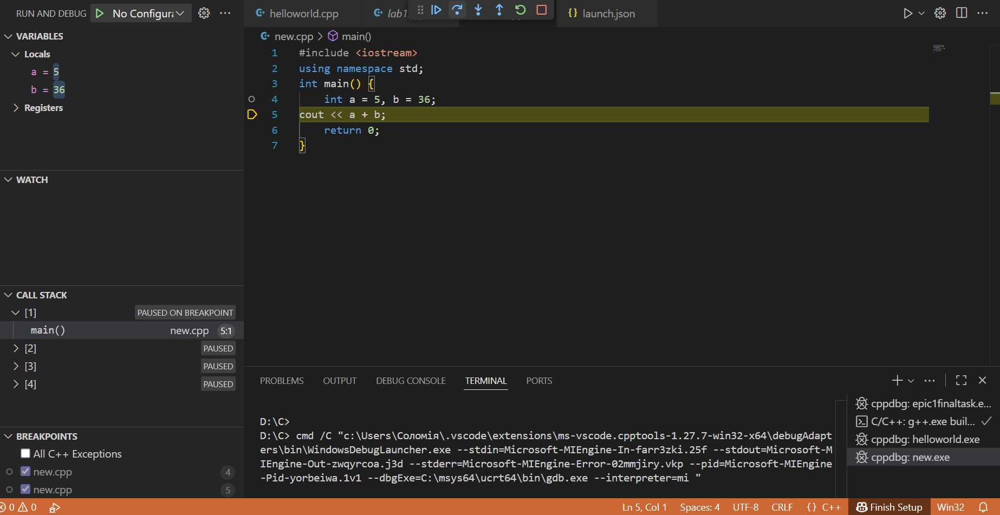 RUN AND DEBUG
No Configura
helloworld.cpp
lab1
launch.json
VARIABLES
Locals
a = 5
b = 36
Registers
WATCH
CALL STACK
[1] PAUSED ON BREAKPOINT
main() new.cpp 5:1
[2] PAUSED
[3] PAUSED
[4] PAUSED
BREAKPOINTS
All C++ Exceptions
new.cpp 4
new.cpp 5
new.cpp > main()
1 #include <iostream>
2 using namespace std;
3 int main() {
4 int a = 5, b = 36;
5 cout << a + b;
6 return 0;
7 }
PROBLEMS OUTPUT DEBUG CONSOLE TERMINAL PORTS
D:\C>
D:\C> cmd /C "c:\Users\Соломія\.vscode\extensions\ms-vscode.cpptools-1.27.7-win32-x64\debugAdapt
ers\bin\WindowsDebugLauncher.exe --stdin=Microsoft-MIEngine-In-farr3zki.25f --stdout=Microsoft-M
IEngine-Out-zwqyrcoa.j3d --stderr=Microsoft-MIEngine-Error-02mmjiry.vkp --pid=Microsoft-MIEngine
-Pid-yorbeiwa.1v1 --dbgExe=C:\msys64\ucrt64\bin\gdb.exe --interpreter=mi "
cppdbg: epic1finaltask.e...
C/C++: g++.exe buil...
cppdbg: helloworld.exe
cppdbg: new.exe
0 0
Ln 5, Col 1 Spaces: 4 UTF-8 CRLF {} C++ Finish Setup Win32